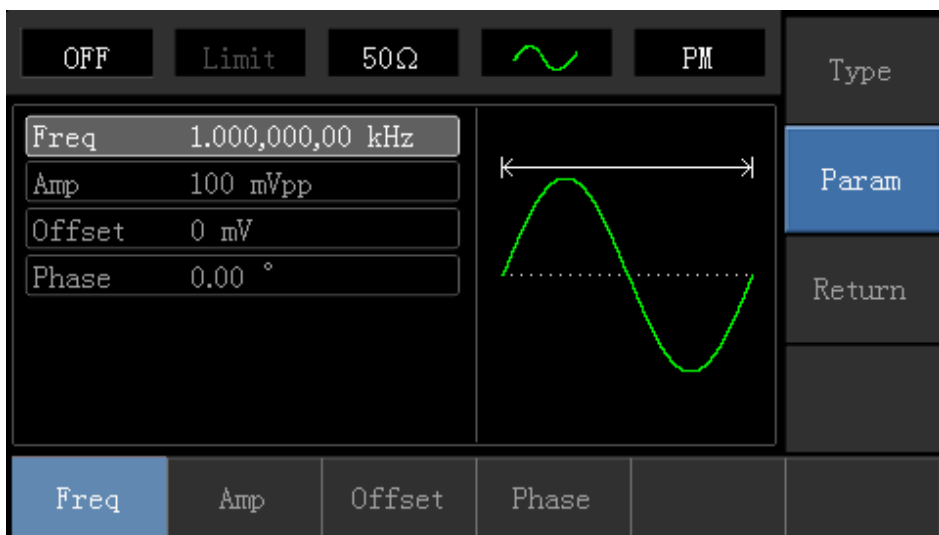 OFF Limit 50Ω PM
Type
Freq 1.000,000,00 kHz
Amp 100 mVpp
Offset 0 mV
Phase 0.00 °
Param
Return
Freq Amp Offset Phase